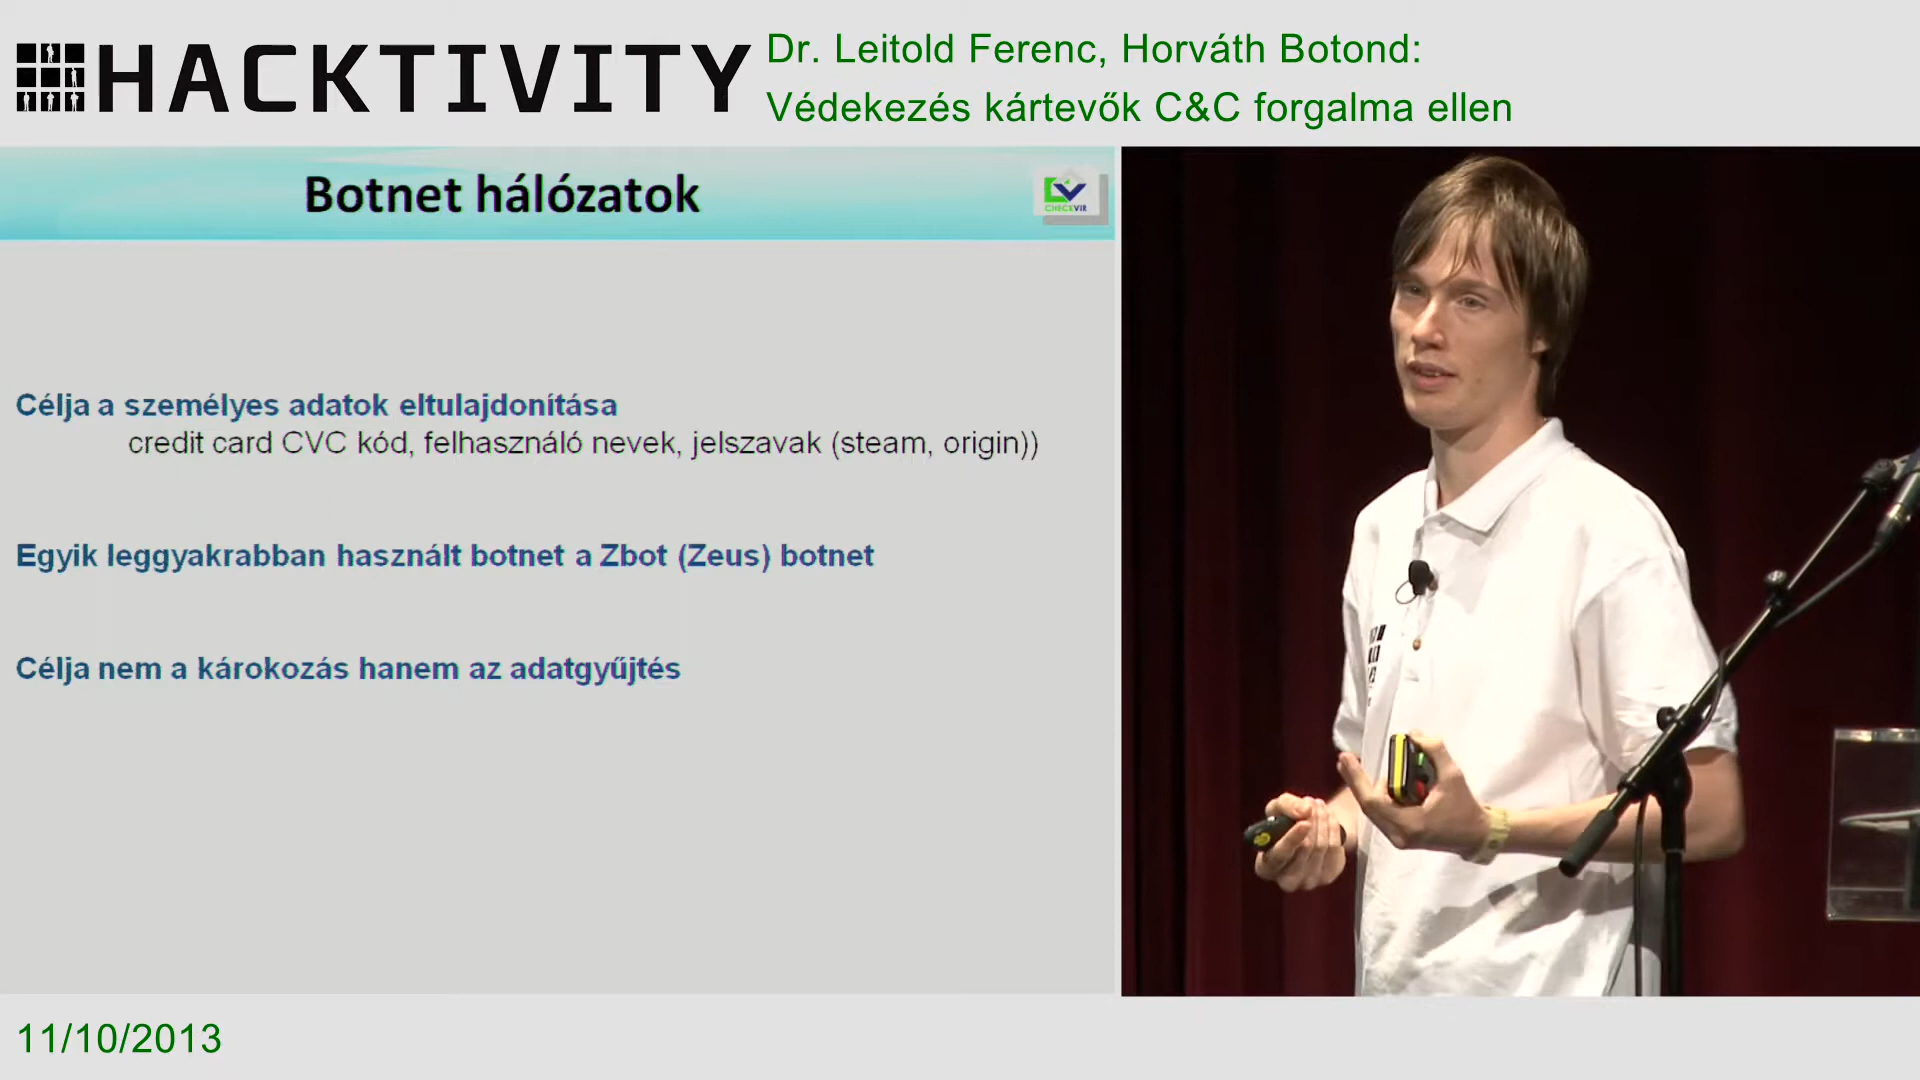 HACKTIVITY
Dr. Leitold Ferenc, Horváth Botond:
Védekezés kártevők C&C forgalma ellen
Botnet hálózatok
CHECKVIR
Célja a személyes adatok eltulajdonítása
credit card CVC kód, felhasználó nevek, jelszavak (steam, origin))
Egyik leggyakrabban használt botnet a Zbot (Zeus) botnet
Célja nem a károkozás hanem az adatgyűjtés
11/10/2013